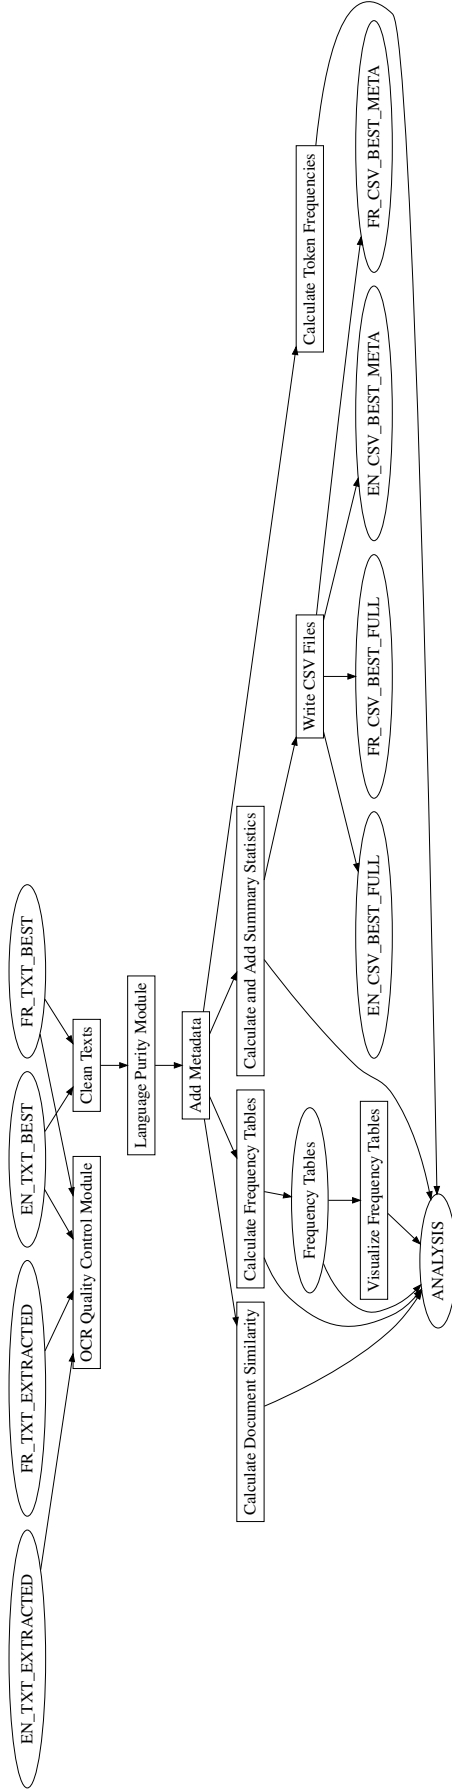 EN_TXT_EXTRACTED
FR_TXT_EXTRACTED
EN_TXT_BEST
FR_TXT_BEST
OCR Quality Control Module
Clean Texts
Language Purity Module
Add Metadata
Calculate Document Similarity
Calculate Frequency Tables
Calculate and Add Summary Statistics
Frequency Tables
Write CSV Files
Calculate Token Frequencies
Visualize Frequency Tables
EN_CSV_BEST_FULL
FR_CSV_BEST_FULL
EN_CSV_BEST_META
FR_CSV_BEST_META
ANALYSIS